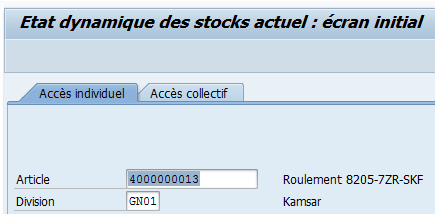 Etat dynamique des stocks actuel : écran initial
Accès individuel Accès collectif
Article 4000000013 Roulement 8205-7ZR-SKF
Division GN01 Kamsar